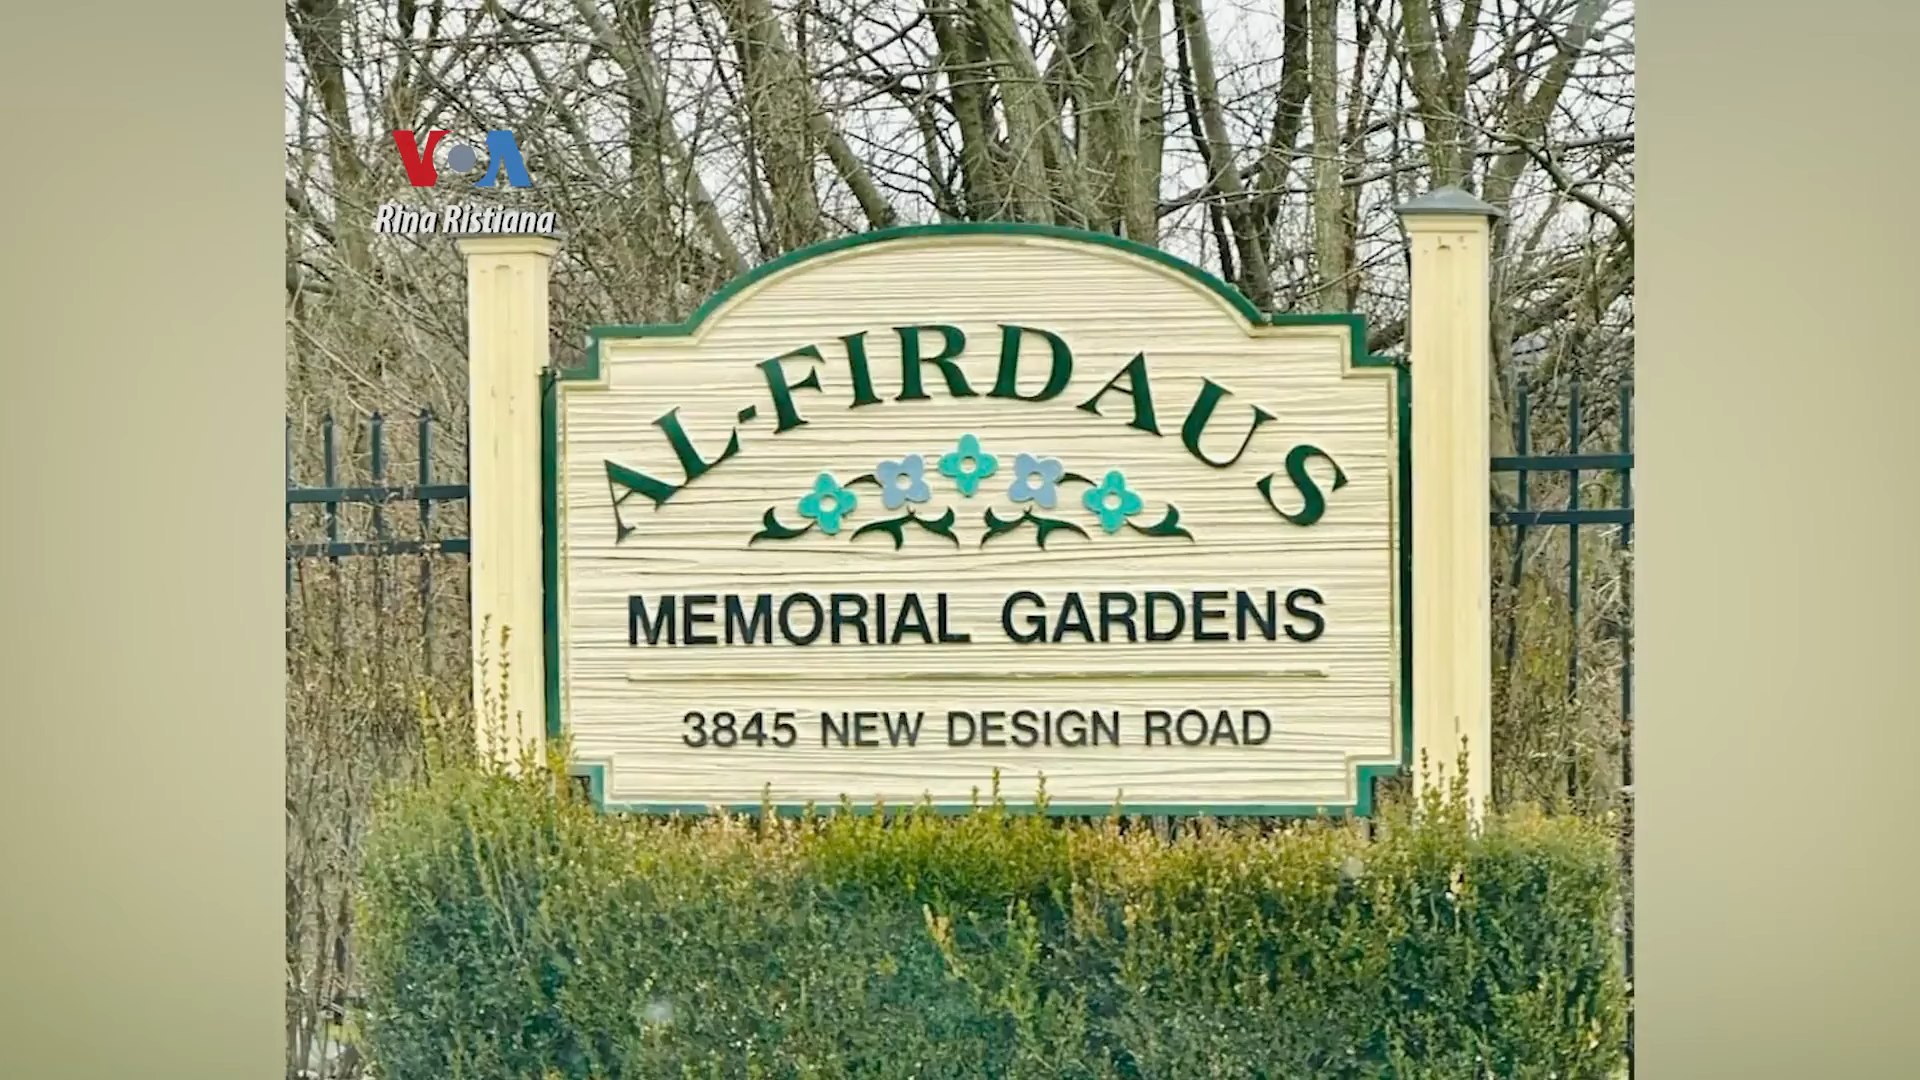 VOA
Rina Ristiana
AL-FIRDAUS
MEMORIAL GARDENS
3845 NEW DESIGN ROAD